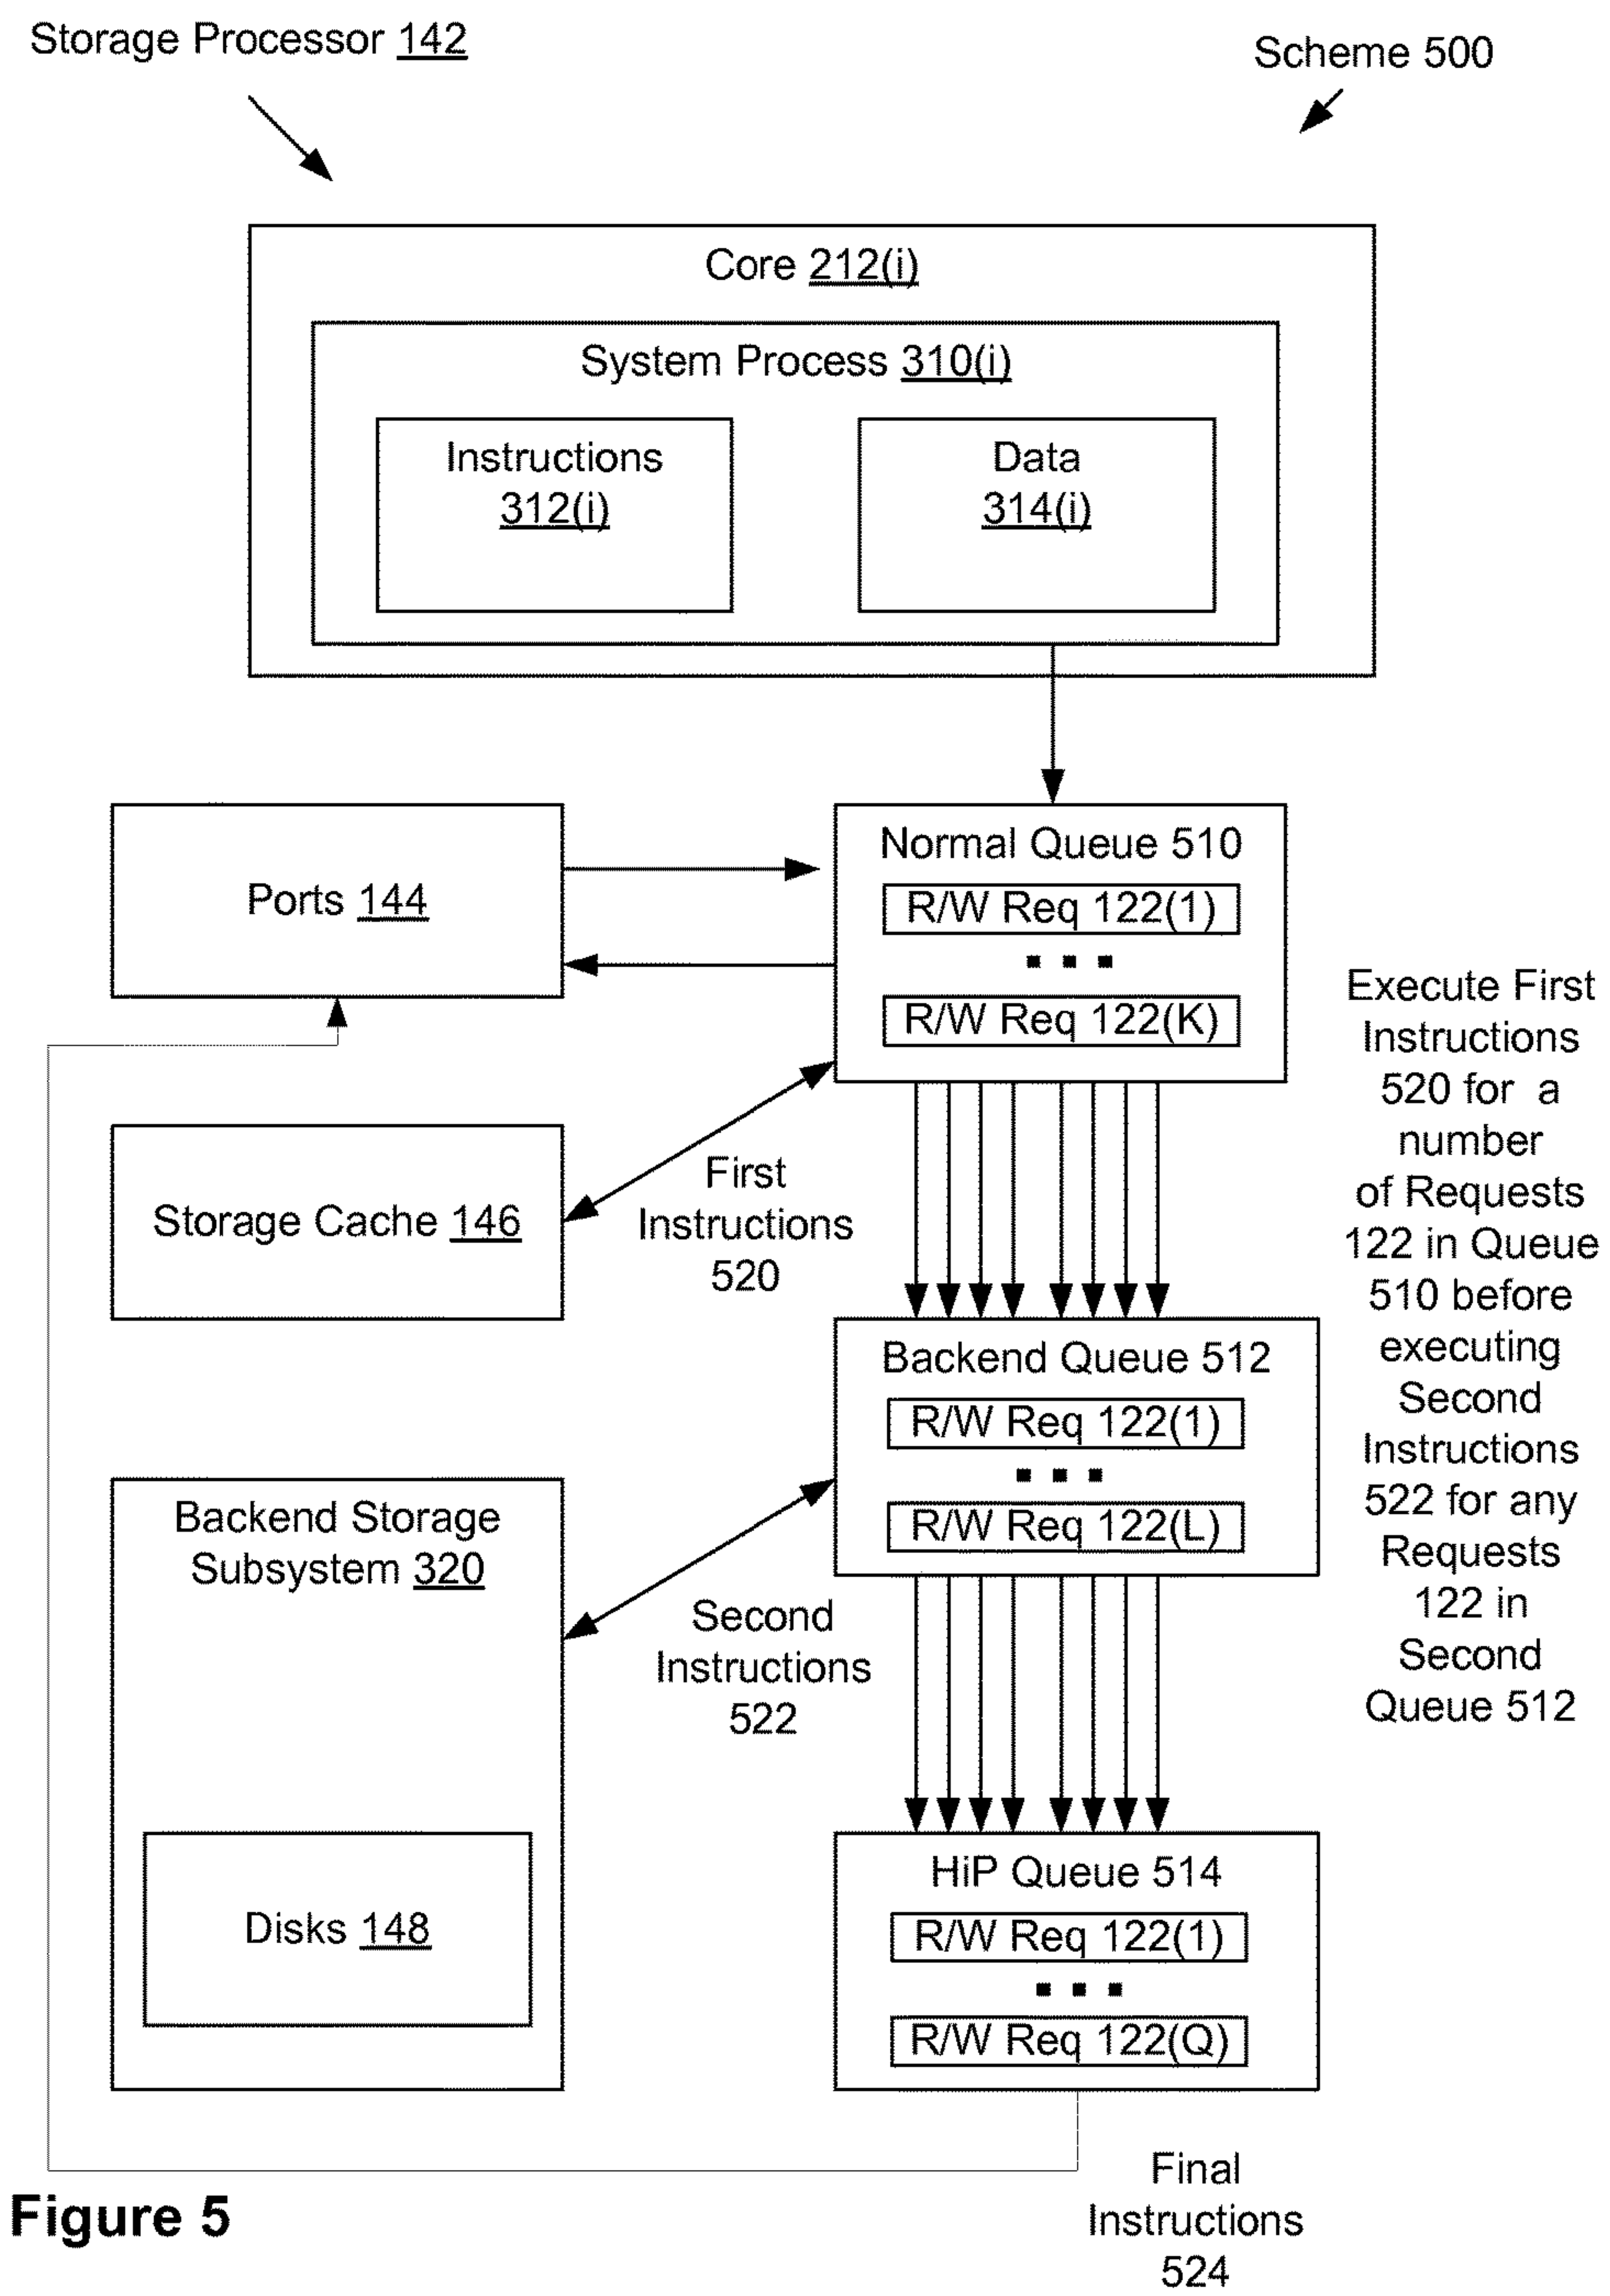 Storage Processor 142
Scheme 500
Core 212(i)
System Process 310(i)
Instructions
312(i)
Data
314(i)
Ports 144
Normal Queue 510
R/W Req 122(1)
R/W Req 122(K)
Storage Cache 146
First
Instructions
520
Execute First
Instructions
520 for a
number
of Requests
122 in Queue
510 before
executing
Second
Instructions
522 for any
Requests
122 in
Second
Queue 512
Backend Queue 512
R/W Req 122(1)
R/W Req 122(L)
Backend Storage
Subsystem 320
Second
Instructions
522
Disks 148
HiP Queue 514
R/W Req 122(1)
R/W Req 122(Q)
Final
Instructions
524
Figure 5